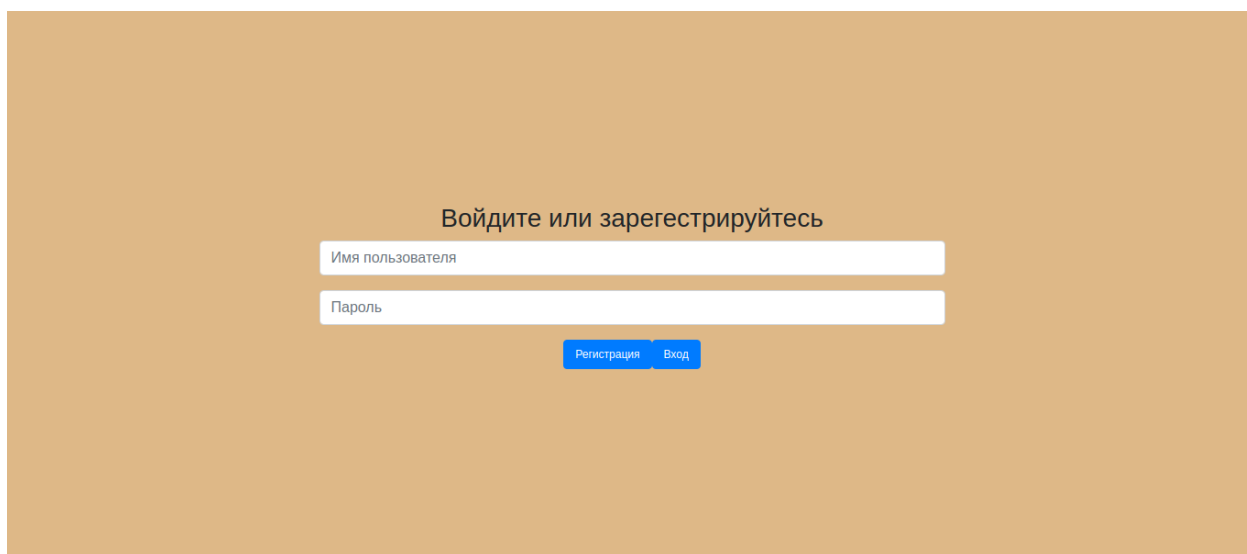 Войдите или зарегестрируйтесь
Имя пользователя
Пароль
Регистрация Вход